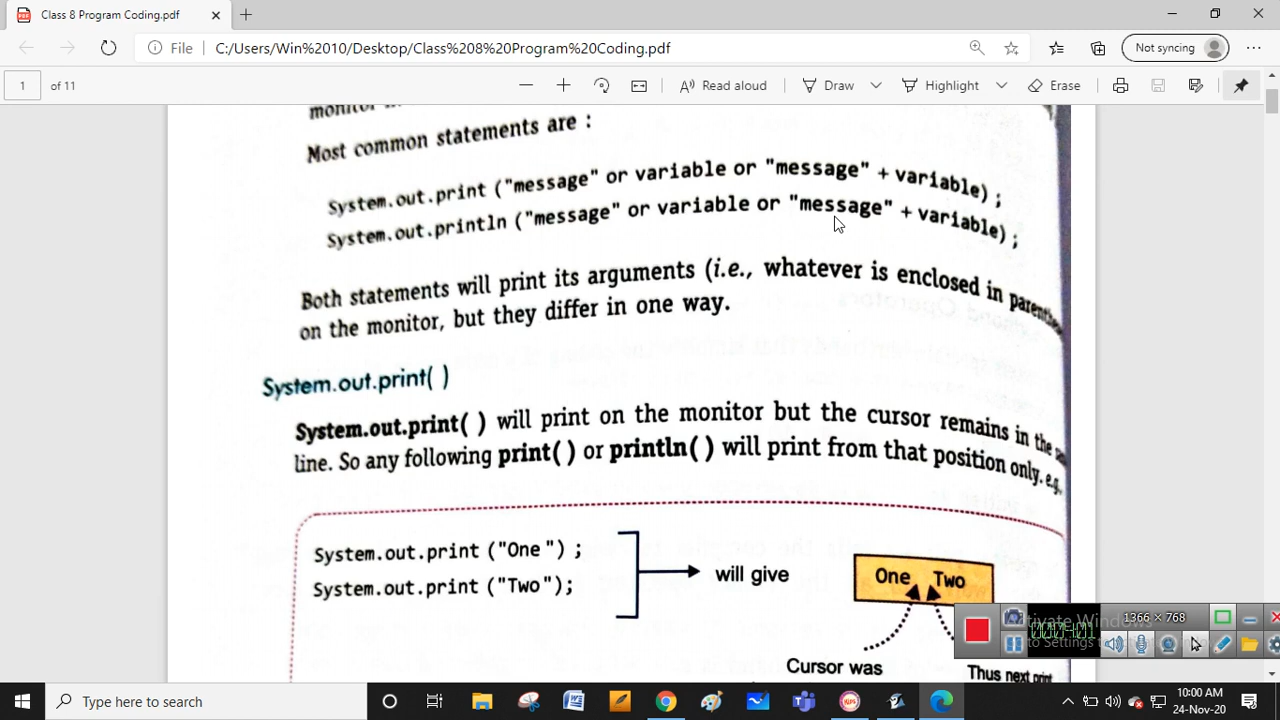 Class 8 Program Coding.pdf
File
C:/Users/Win%2010/Desktop/Class%208%20Program%20Coding.pdf
Not syncing
1 of 11
Read aloud
Draw
Highlight
Erase
Most common statements are :
System.out.print ("message" or variable or "message" + variable) ;
System.out.println ("message" or variable or "message" + variable) ;
Both statements will print its arguments (i.e., whatever is enclosed in
on the monitor, but they differ in one way.
System.out.print( )
System.out.print( ) will print on the monitor but the cursor remains in the
line. So any following print( ) or println( ) will print from that position only. e.g.
System.out.print ("One ") ;
System.out.print ("Two ");
will give
One Two
Cursor was
Thus next print
1366 × 768
to Settings to
Type here to search
10:00 AM
24-Nov-20